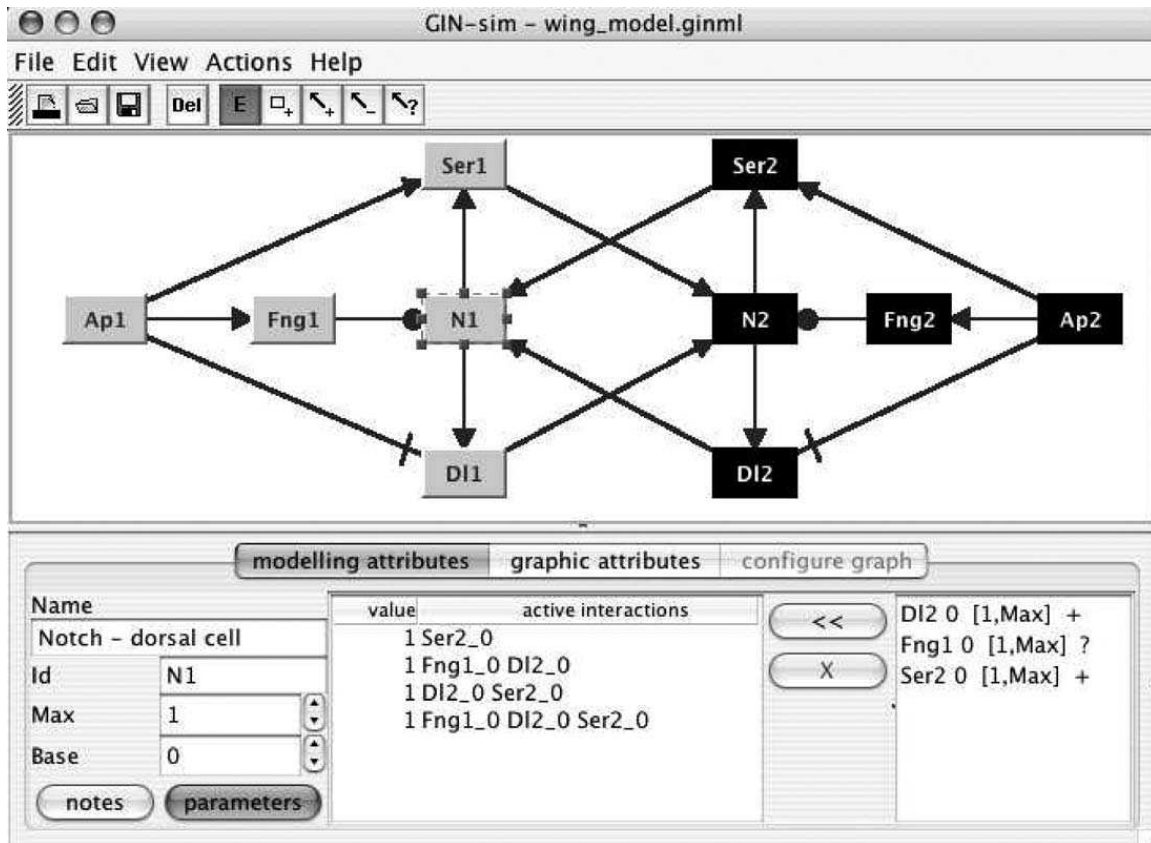 GIN-sim – wing_model.ginml
File Edit View Actions Help
Del E + + - ?
Ser1 Ser2
Ap1 Fng1 N1 N2 Fng2 Ap2
Dl1 Dl2
modelling attributes graphic attributes configure graph
Name
Notch - dorsal cell
Id N1
Max 1
Base 0
notes parameters
value active interactions
1 Ser2_0
1 Fng1_0 Dl2_0
1 Dl2_0 Ser2_0
1 Fng1_0 Dl2_0 Ser2_0
<<
X
Dl2 0 [1,Max] +
Fng1 0 [1,Max] ?
Ser2 0 [1,Max] +